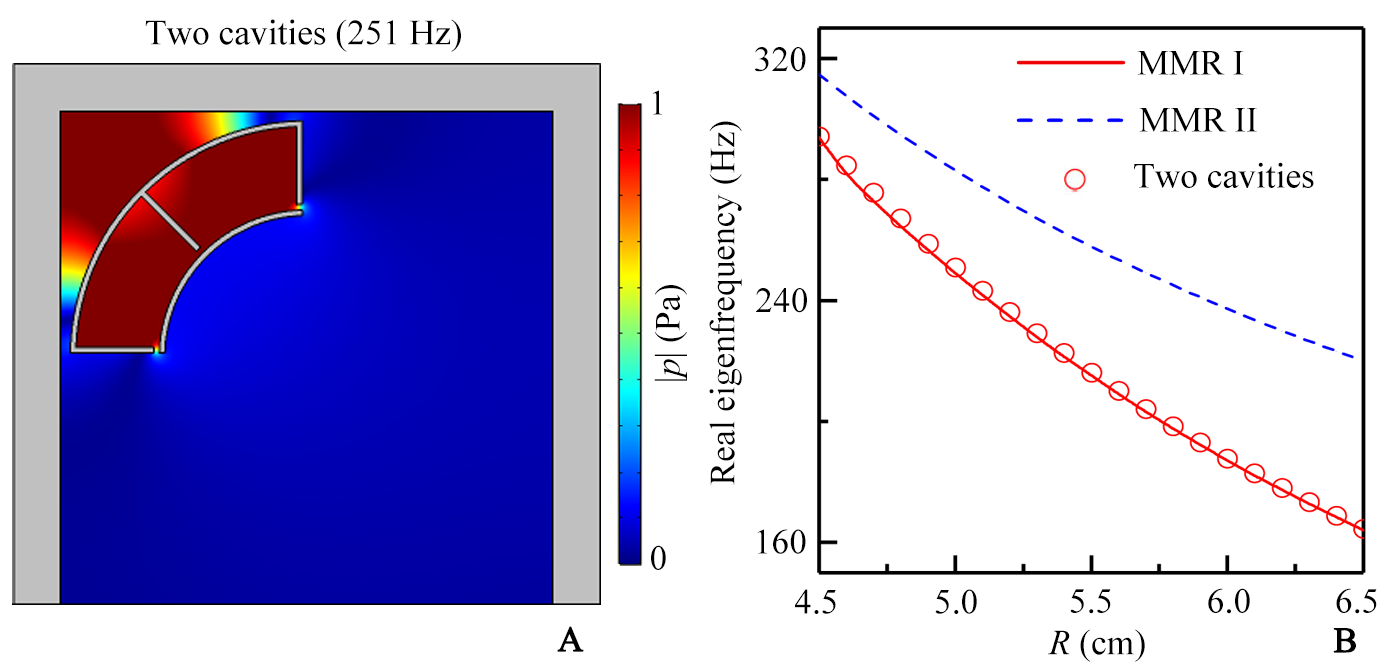 Two cavities (251 Hz)
1
|p| (Pa)
0
A
320
240
160
Real eigenfrequency (Hz)
MMR I
MMR II
Two cavities
4.5 5.0 5.5 6.0 6.5
R (cm)
B